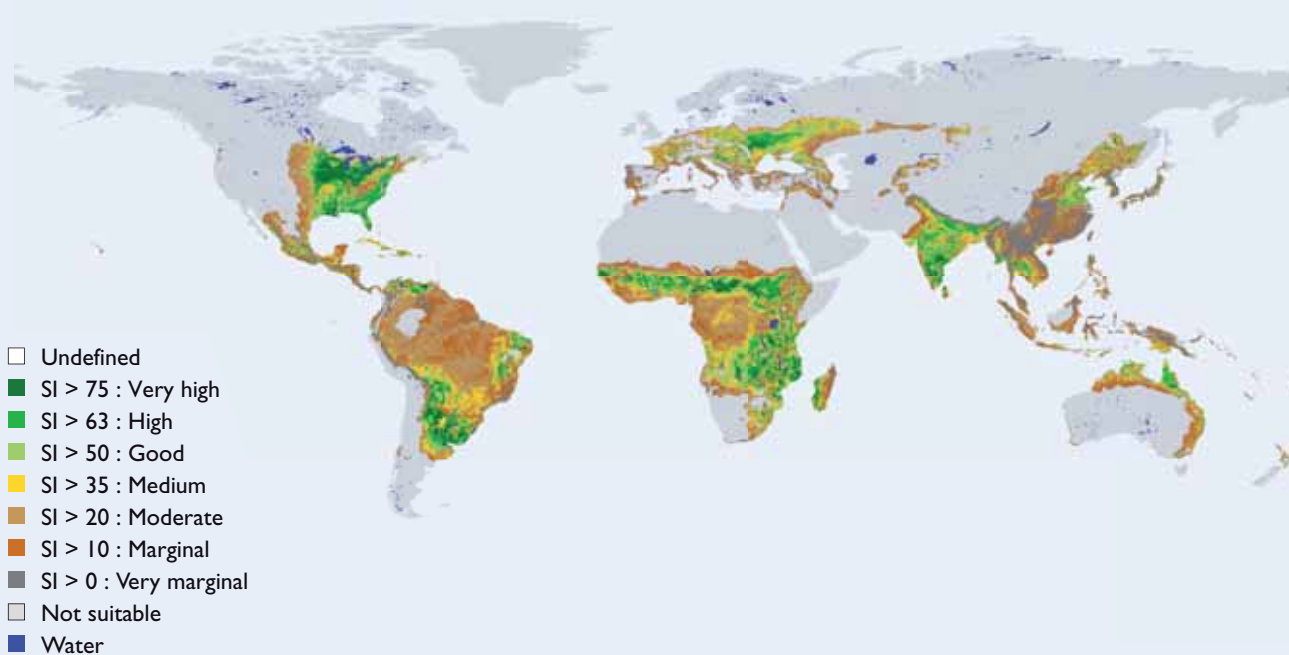 Undefined
SI > 75 : Very high
SI > 63 : High
SI > 50 : Good
SI > 35 : Medium
SI > 20 : Moderate
SI > 10 : Marginal
SI > 0 : Very marginal
Not suitable
Water